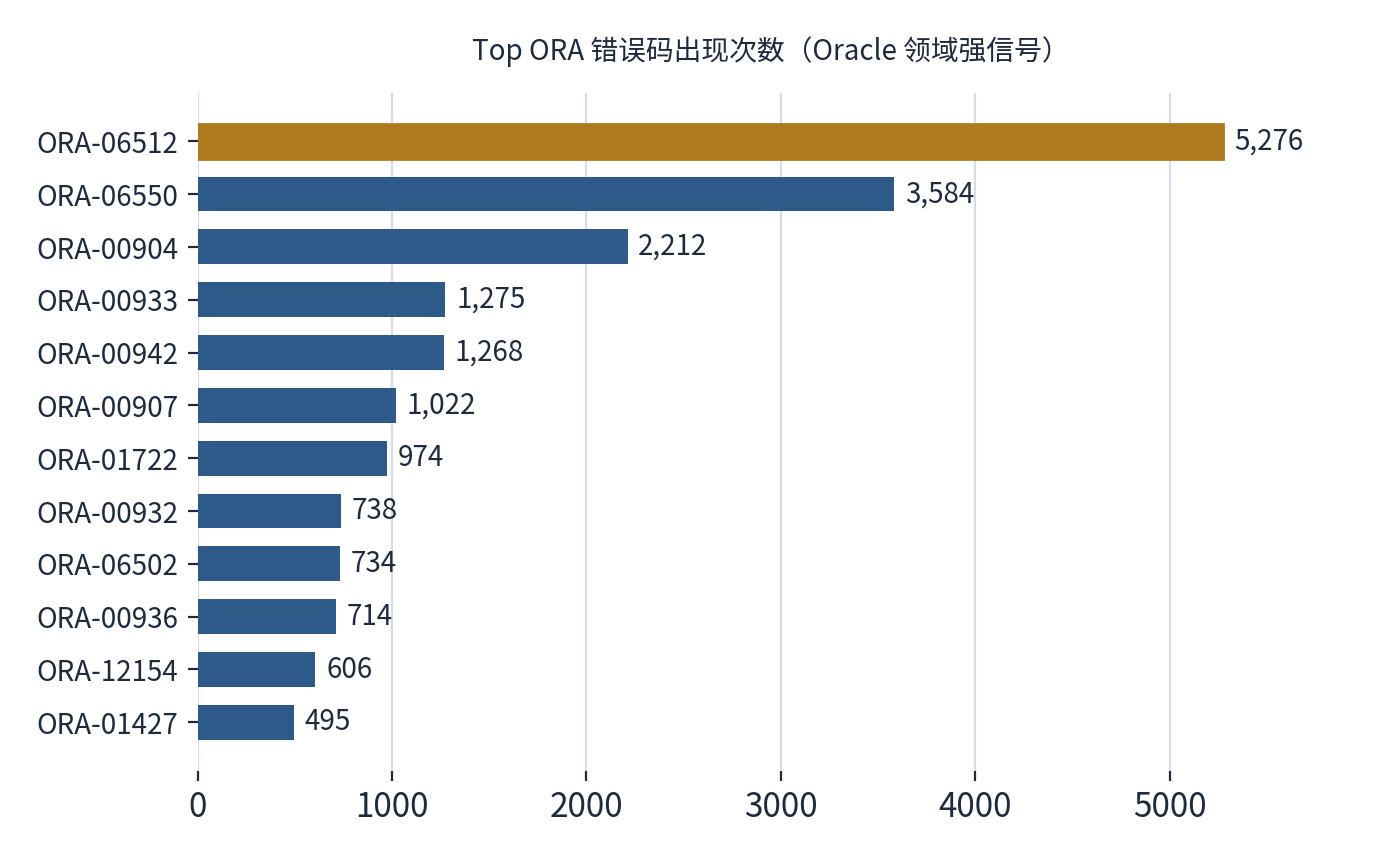 Top ORA 错误码出现次数（Oracle 领域强信号）
ORA-06512 5,276
ORA-06550 3,584
ORA-00904 2,212
ORA-00933 1,275
ORA-00942 1,268
ORA-00907 1,022
ORA-01722 974
ORA-00932 738
ORA-06502 734
ORA-00936 714
ORA-12154 606
ORA-01427 495
0 1000 2000 3000 4000 5000